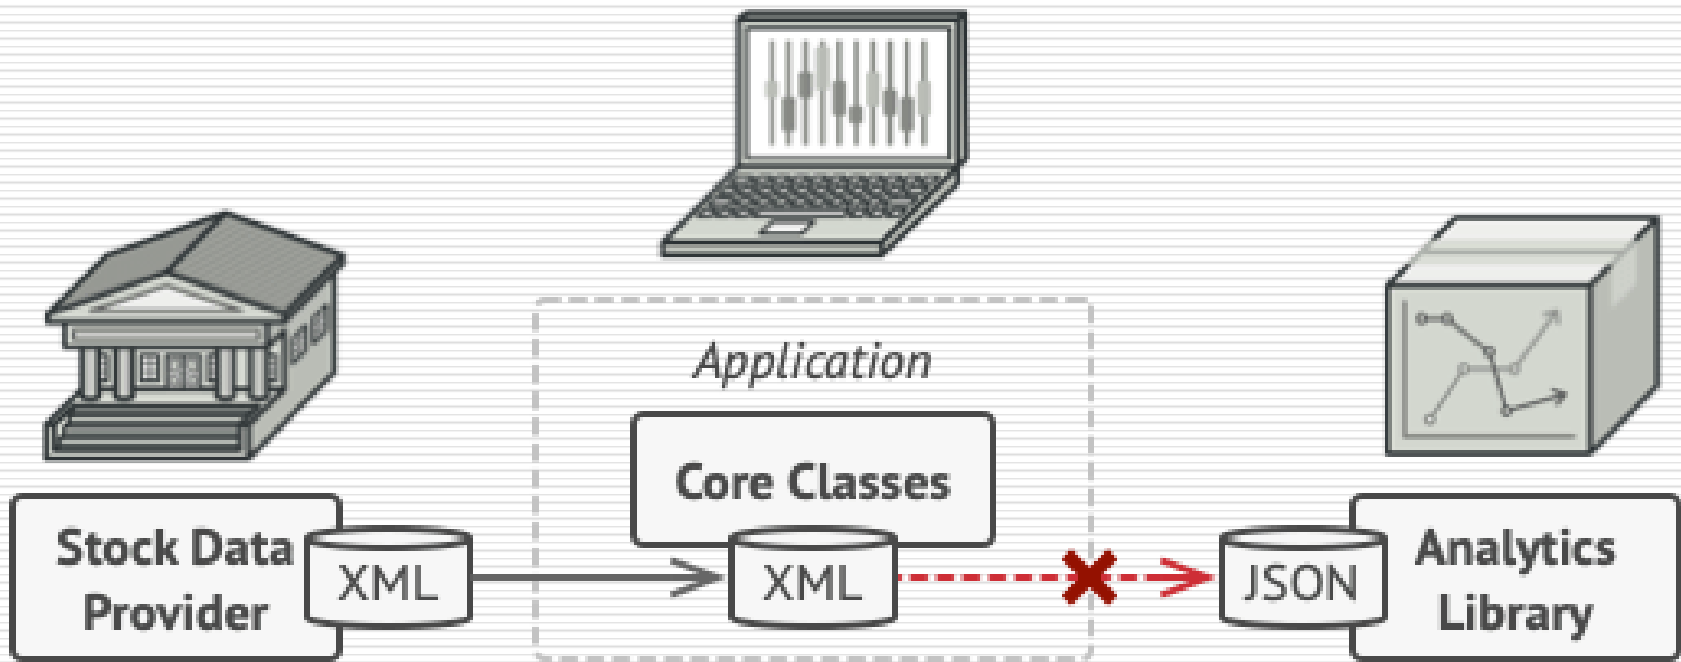 Application
Core Classes
Stock Data
Provider
XML
XML
JSON
Analytics
Library